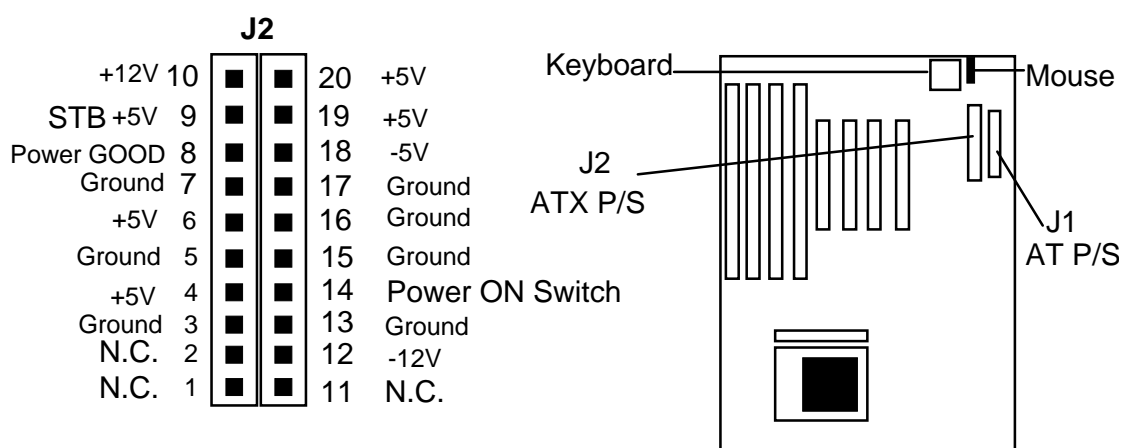 J2
+12V 10 20 +5V
STB +5V 9 19 +5V
Power GOOD 8 18 -5V
Ground 7 17 Ground
+5V 6 16 Ground
Ground 5 15 Ground
+5V 4 14 Power ON Switch
Ground 3 13 Ground
N.C. 2 12 -12V
N.C. 1 11 N.C.
Keyboard
Mouse
J2
ATX P/S
J1
AT P/S